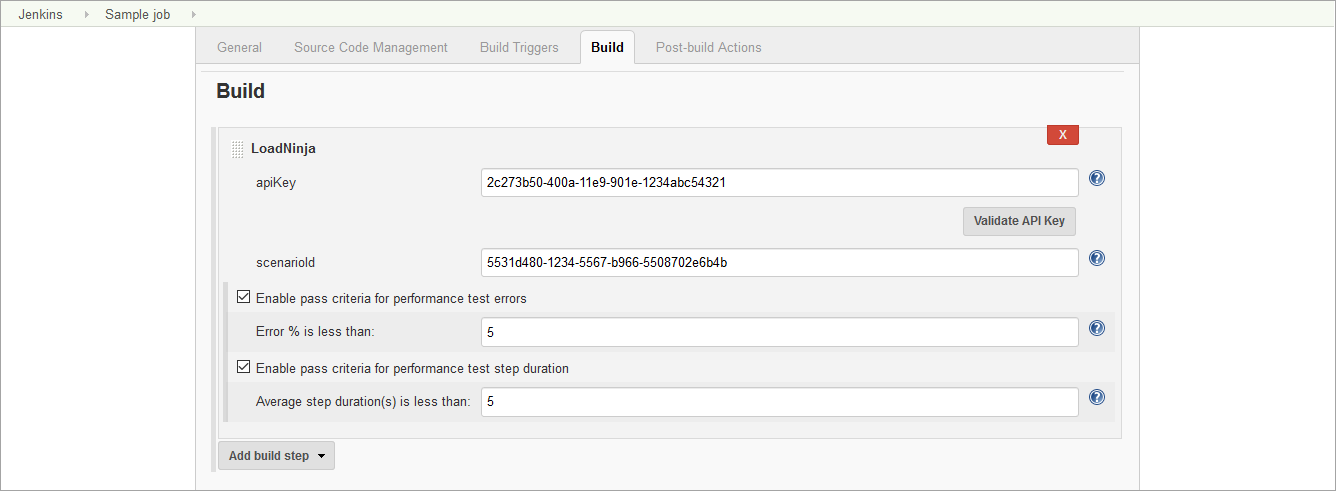 Jenkins Sample job
General Source Code Management Build Triggers Build Post-build Actions
Build
LoadNinja X
apiKey 2c273b50-400a-11e9-901e-1234abc54321 ?
Validate API Key
scenarioId 5531d480-1234-5567-b966-5508702e6b4b ?
Enable pass criteria for performance test errors
Error % is less than: 5 ?
Enable pass criteria for performance test step duration
Average step duration(s) is less than: 5 ?
Add build step